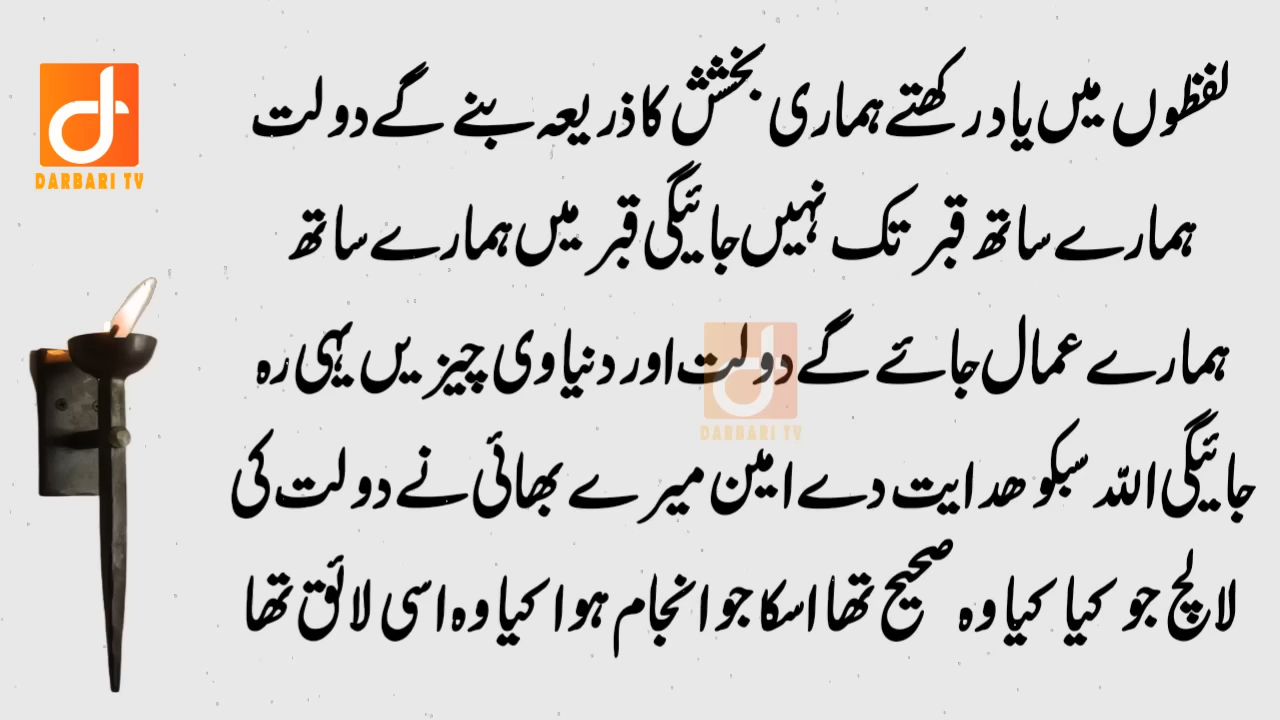 DARBARI TV
لفظوں میں یاد رکھتے ہماری بخشش کا ذریعہ بنے گے دولت
ہمارے ساتھ قبر تک نہیں جائیگی قبر میں ہمارے ساتھ
ہمارے عمال جائے گے دولت اور دنیاوی چیزیں یہی رہ
DARBARI TV
جائیگی اللہ سبکو ھدایت دے امین میرے بھائی نے دولت کی
لالچ جو کیا کیا وہ صحیح تھا اسکا جو انجام ہوا کیا وہ اسی لائق تھا